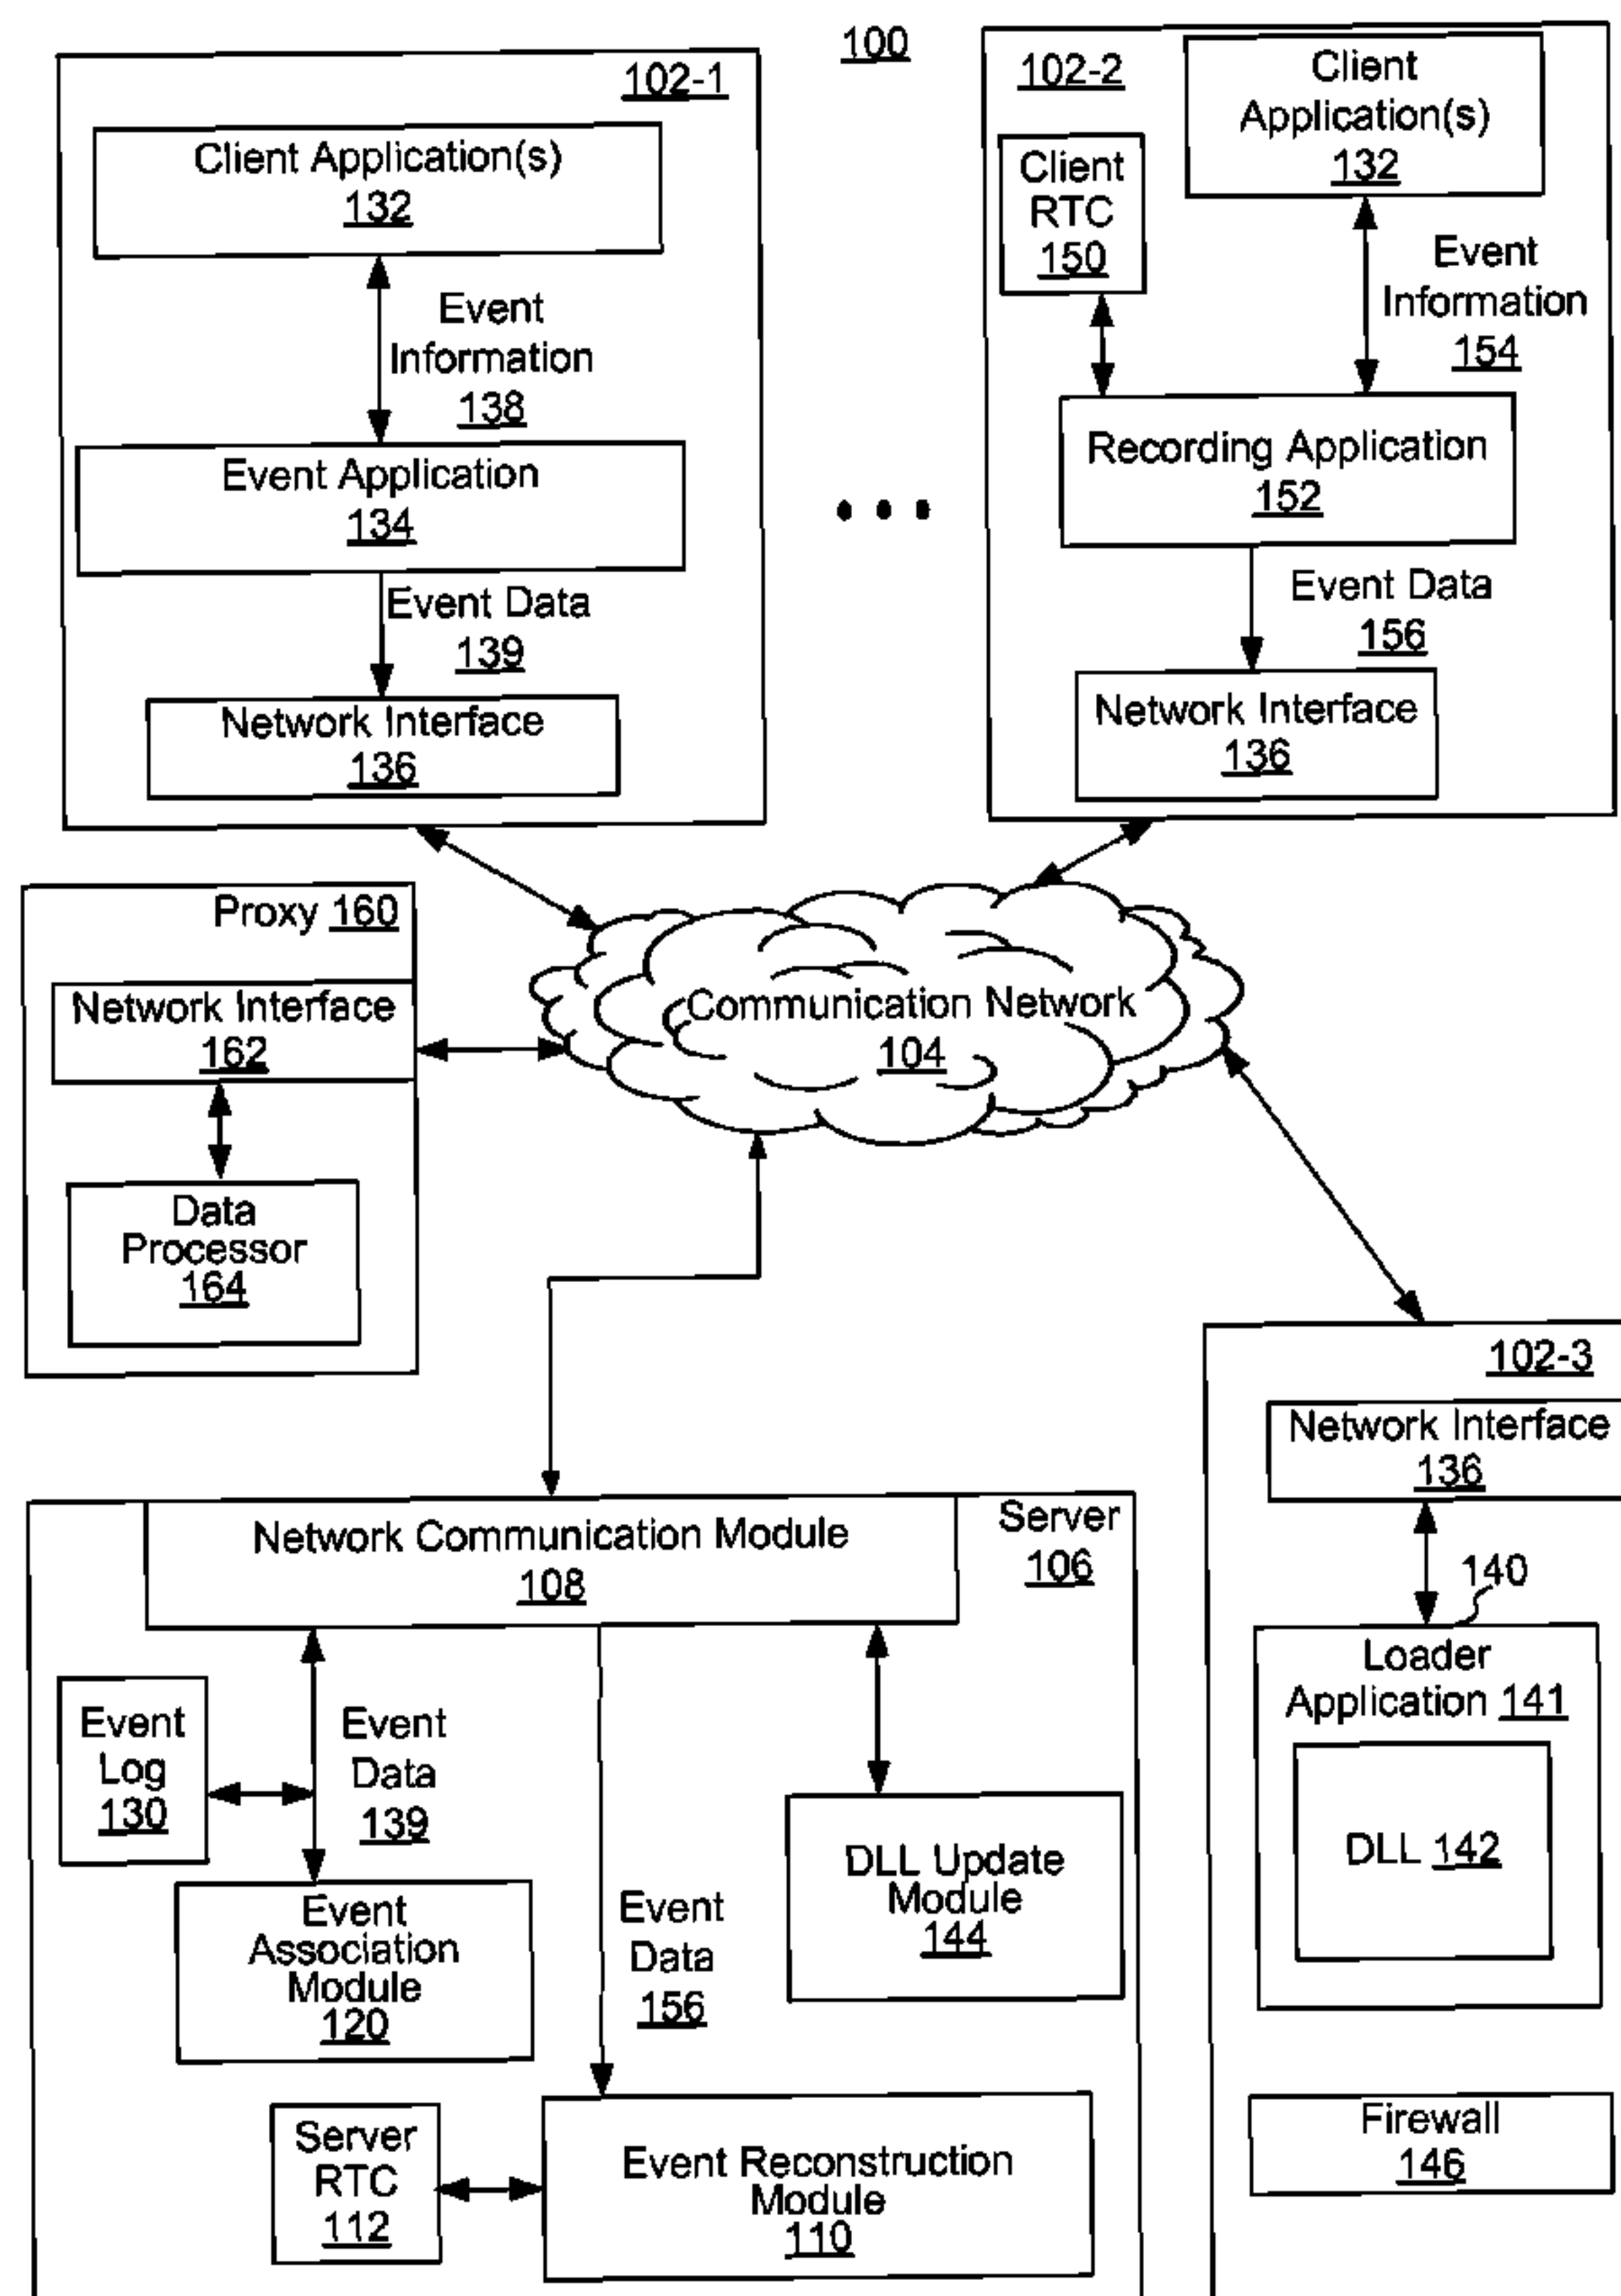 100
102-1
Client Application(s)
132
Event
Information
138
Event Application
134
Event Data
139
Network Interface
136
102-2
Client
Application(s)
132
Client
RTC
150
Event
Information
154
Recording Application
152
Event Data
156
Network Interface
136
Proxy 160
Network Interface
162
Data
Processor
164
Communication Network
104
102-3
Network Interface
136
140
Loader
Application 141
DLL 142
Firewall
146
Server
106
Network Communication Module
108
Event
Log
130
Event
Data
139
Event
Association
Module
120
Event
Data
156
DLL Update
Module
144
Server
RTC
112
Event Reconstruction
Module
110